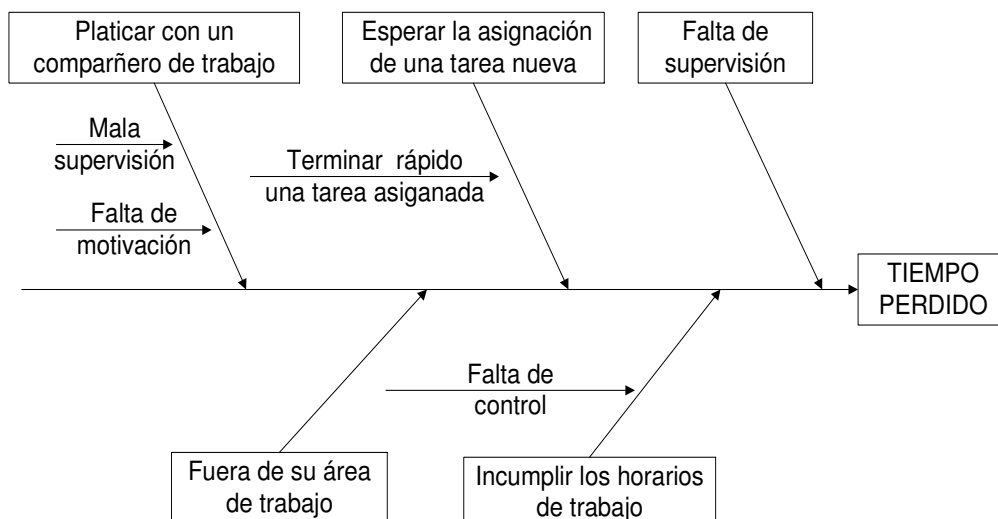 Platicar con un
comparñero de trabajo
Esperar la asignación
de una tarea nueva
Falta de
supervisión
Mala
supervisión
Terminar rápido
una tarea asiganada
Falta de
motivación
TIEMPO
PERDIDO
Falta de
control
Fuera de su área
de trabajo
Incumplir los horarios
de trabajo